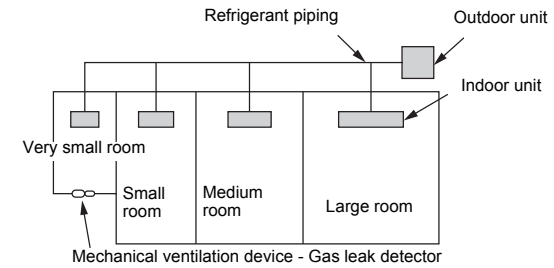 Refrigerant piping
Outdoor unit
Indoor unit
Very small room
Small
room
Medium
room
Large room
Mechanical ventilation device - Gas leak detector